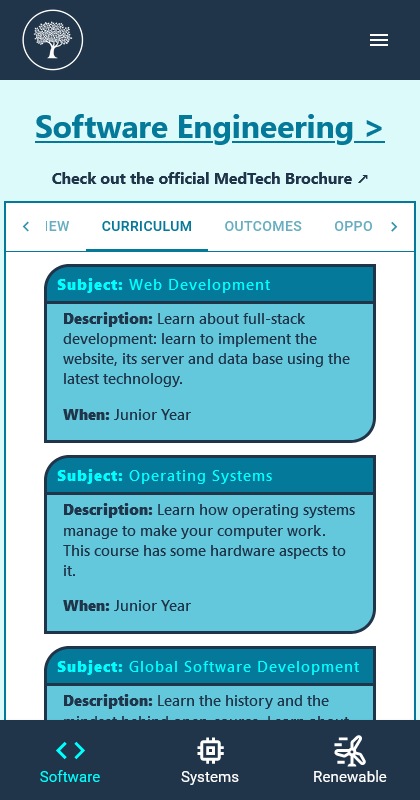 Software Engineering >
Check out the official MedTech Brochure ↗
CURRICULUM OUTCOMES
Subject: Web Development
Description: Learn about full-stack
development: learn to implement the
website, its server and data base using the
latest technology.
When: Junior Year
Subject: Operating Systems
Description: Learn how operating systems
manage to make your computer work.
This course has some hardware aspects to
it.
When: Junior Year
Subject: Global Software Development
Description: Learn the history and the
Software Systems Renewable